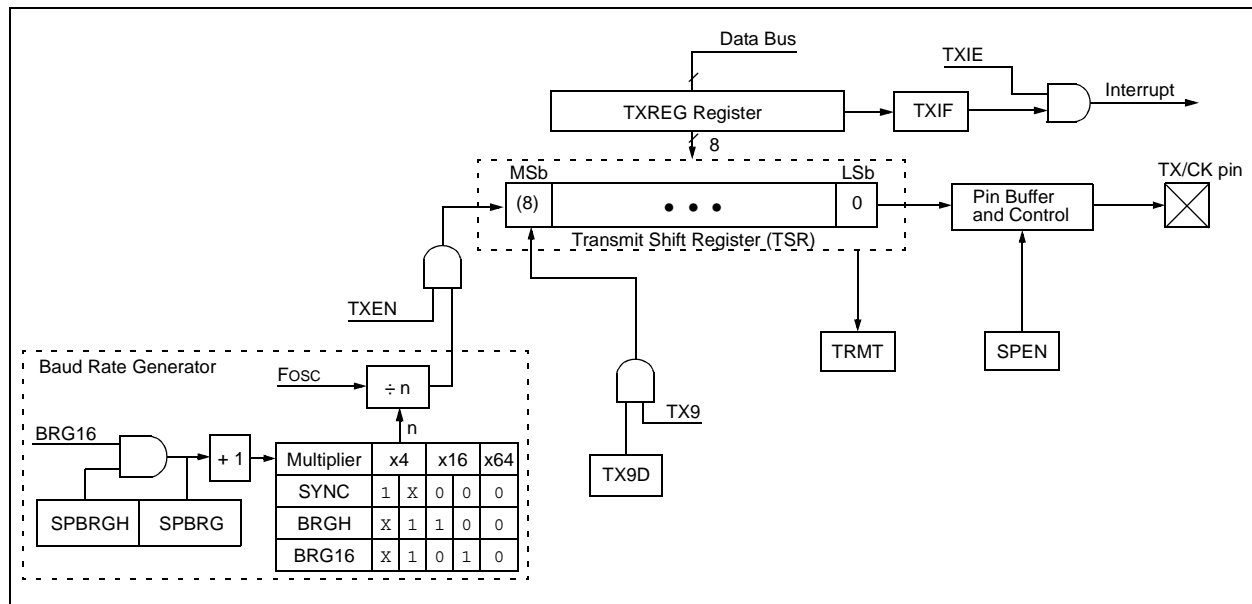 Data Bus
TXIE
Interrupt
TXREG Register
TXIF
8
MSb
LSb
TX/CK pin
(8)
• • •
0
Pin Buffer
and Control
Transmit Shift Register (TSR)
TXEN
TRMT
SPEN
Baud Rate Generator
FOSC
÷ n
TX9
n
BRG16
+ 1
TX9D
Multiplier x4 x16 x64
SYNC 1 X 0 0 0
SPBRGH SPBRG
BRGH X 1 1 0 0
BRG16 X 1 0 1 0